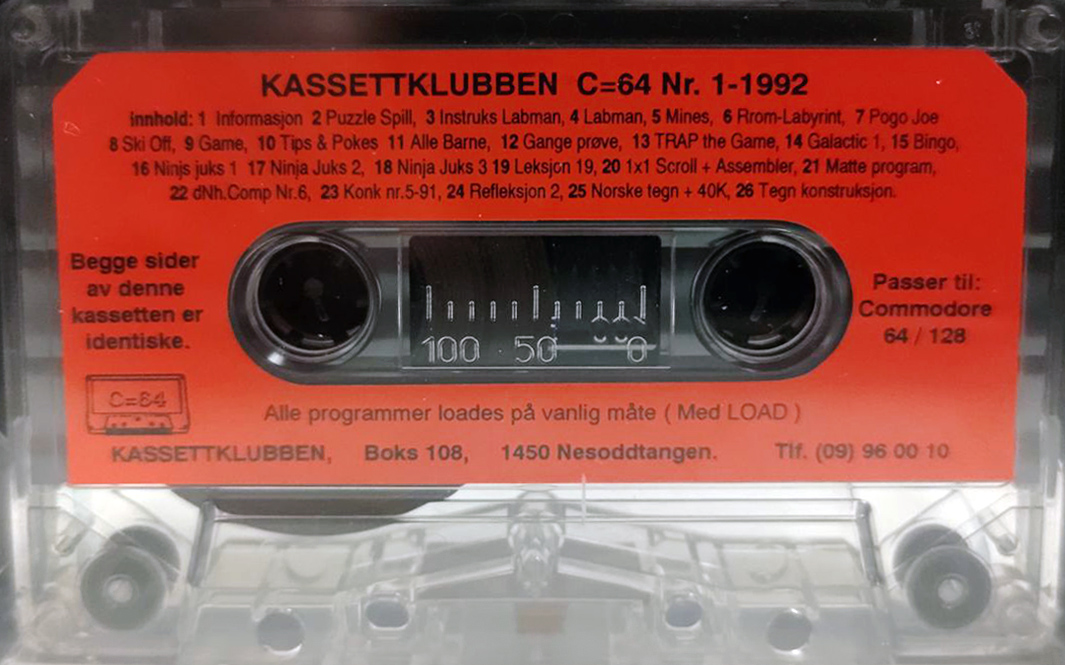 KASSETTKLUBBEN C=64 Nr. 1-1992
Innhold: 1 Informasjon 2 Puzzle Spill, 3 Instruks Labman, 4 Labman, 5 Mines, 6 Rrom-Labyrint, 7 Pogo Joe
8 Ski Off, 9 Game, 10 Tips & Pokes 11 Alle Barne, 12 Gange prøve, 13 TRAP the Game, 14 Galactic 1, 15 Bingo,
16 Ninjs juks 1 17 Ninja Juks 2, 18 Ninja Juks 3 19 Leksjon 19, 20 1x1 Scroll + Assembler, 21 Matte program,
22 dNh.Comp Nr.6, 23 Konk nr.5-91, 24 Refleksjon 2, 25 Norske tegn + 40K, 26 Tegn konstruksjon.
Begge sider
av denne
kassetten er
identiske.
100 50 0
Passer til:
Commodore
64 / 128
C=64
Alle programmer loades på vanlig måte ( Med LOAD )
KASSETTKLUBBEN, Boks 108, 1450 Nesoddtangen. Tlf. (09) 96 00 10